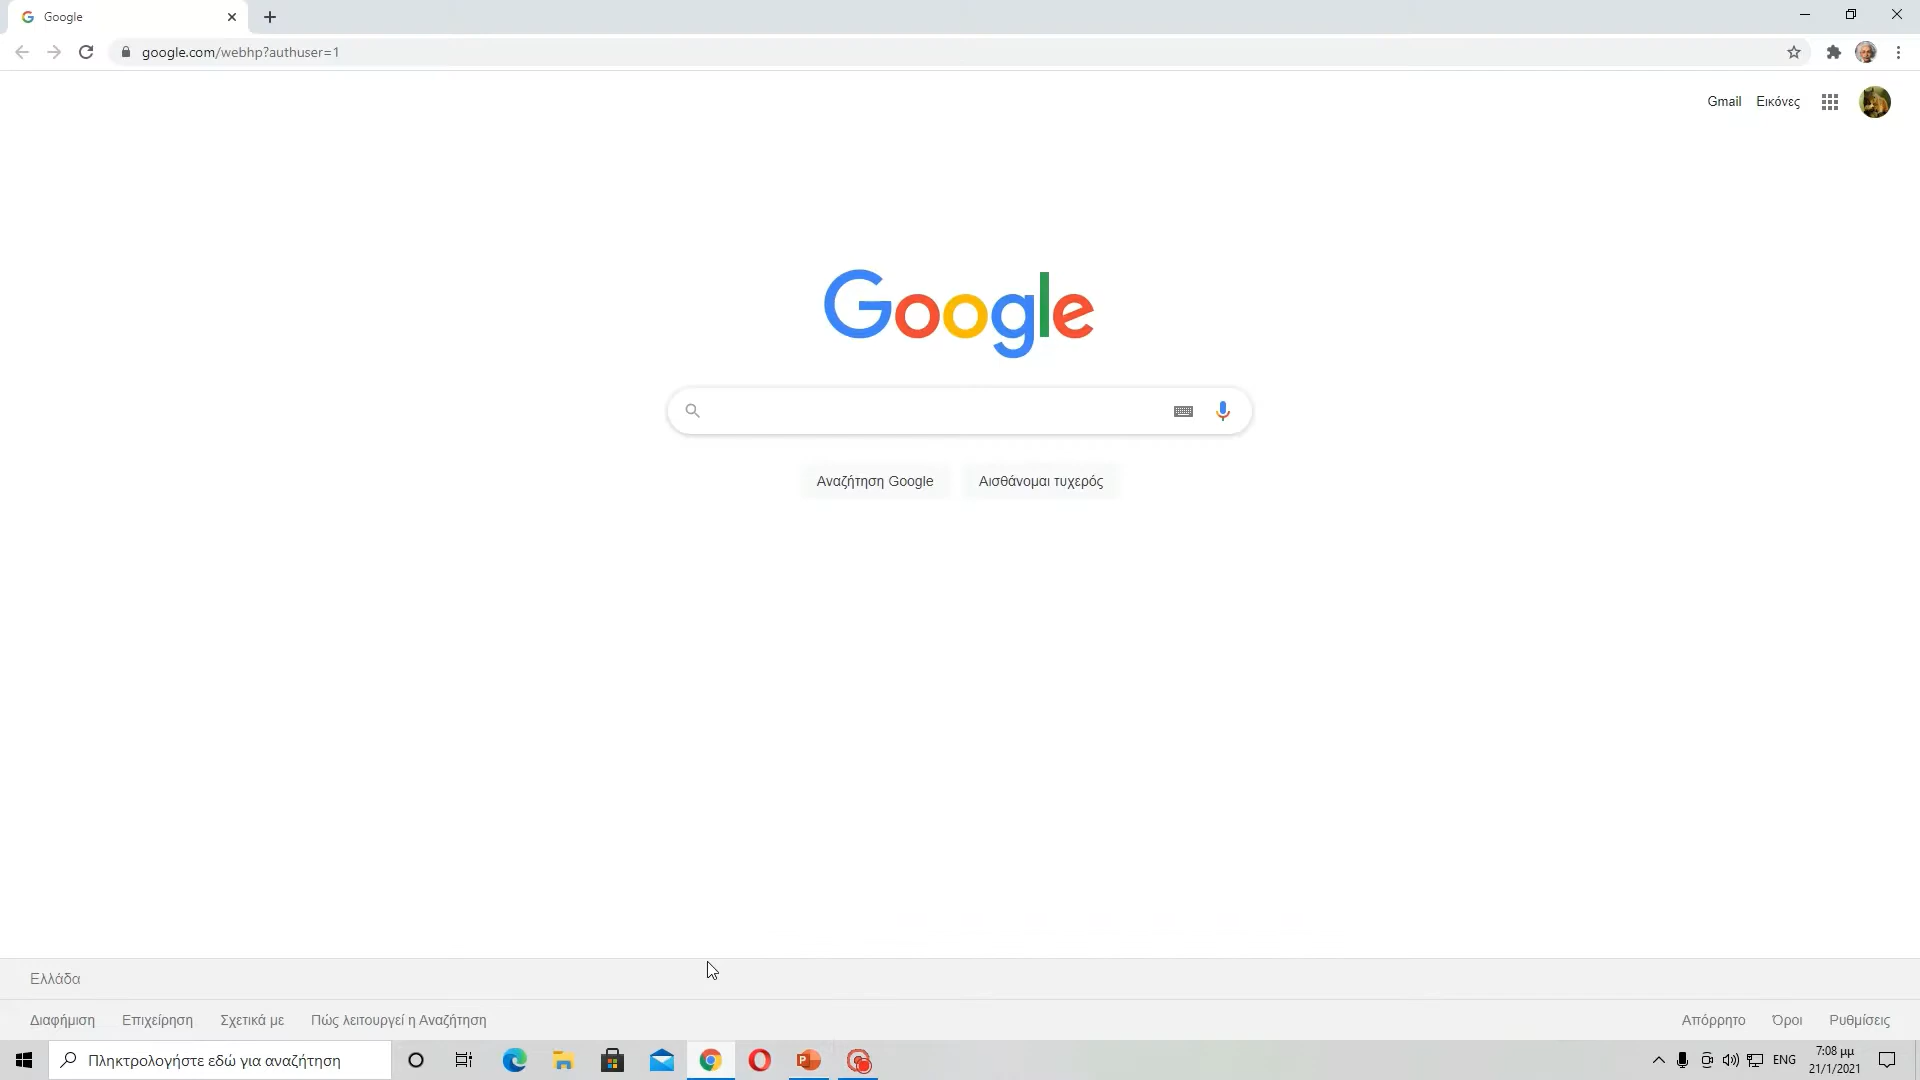 Google
google.com/webhp?authuser=1
Gmail Εικόνες
Google
Αναζήτηση Google Αισθάνομαι τυχερός
Ελλάδα
Διαφήμιση Επιχείρηση Σχετικά με Πώς λειτουργεί η Αναζήτηση Απόρρητο Όροι Ρυθμίσεις
Πληκτρολογήστε εδώ για αναζήτηση ENG 7:08 μμ
21/1/2021